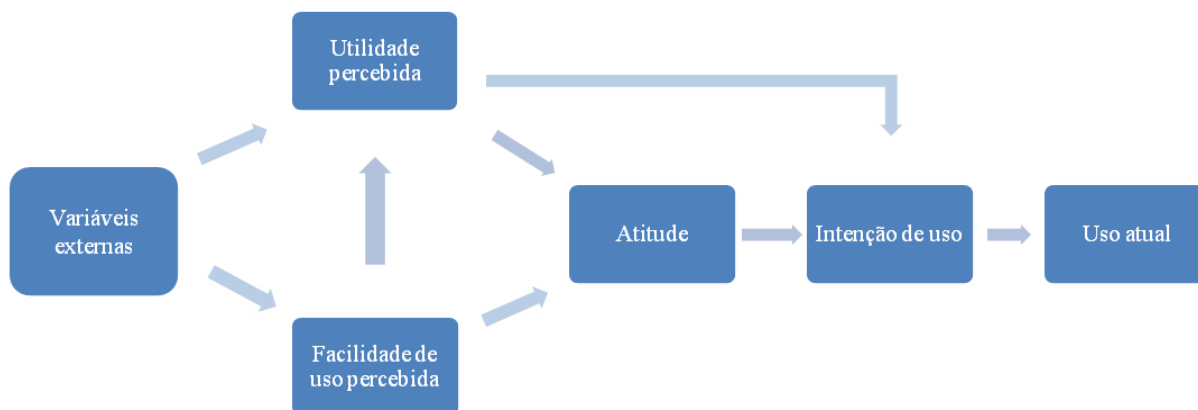 Utilidade
percebida
Variáveis
externas
Atitude
Intenção de uso
Uso atual
Facilidade de
uso percebida